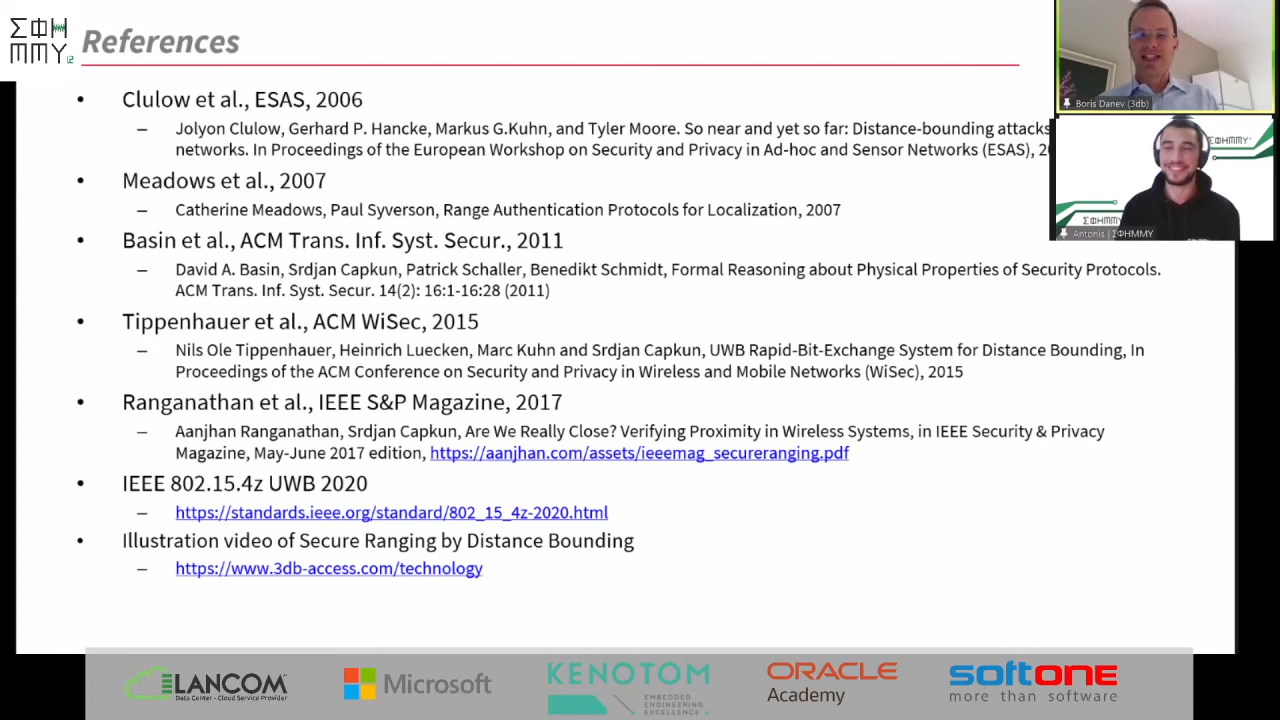 ΣΦΗ
ΜΜΥ12
References
Boris Danev (3db)
• Clulow et al., ESAS, 2006
– Jolyon Clulow, Gerhard P. Hancke, Markus G.Kuhn, and Tyler Moore. So near and yet so far: Distance-bounding attacks
networks. In Proceedings of the European Workshop on Security and Privacy in Ad-hoc and Sensor Networks (ESAS), 20
ΣΦΗΜΜΥ
ΣΦΗΜΜΥ
Antonis | ΣΦΗΜΜΥ
• Meadows et al., 2007
– Catherine Meadows, Paul Syverson, Range Authentication Protocols for Localization, 2007
• Basin et al., ACM Trans. Inf. Syst. Secur., 2011
– David A. Basin, Srdjan Capkun, Patrick Schaller, Benedikt Schmidt, Formal Reasoning about Physical Properties of Security Protocols.
ACM Trans. Inf. Syst. Secur. 14(2): 16:1-16:28 (2011)
• Tippenhauer et al., ACM WiSec, 2015
– Nils Ole Tippenhauer, Heinrich Luecken, Marc Kuhn and Srdjan Capkun, UWB Rapid-Bit-Exchange System for Distance Bounding, In
Proceedings of the ACM Conference on Security and Privacy in Wireless and Mobile Networks (WiSec), 2015
• Ranganathan et al., IEEE S&P Magazine, 2017
– Aanjhan Ranganathan, Srdjan Capkun, Are We Really Close? Verifying Proximity in Wireless Systems, in IEEE Security & Privacy
Magazine, May-June 2017 edition, https://aanjhan.com/assets/ieeemag_secureranging.pdf
• IEEE 802.15.4z UWB 2020
– https://standards.ieee.org/standard/802_15_4z-2020.html
• Illustration video of Secure Ranging by Distance Bounding
– https://www.3db-access.com/technology
LANCOM
Data Center - Cloud Service Provider
Microsoft
KENOTOM
EMBEDDED
ENGINEERING
EXCELLENCE
ORACLE
Academy
softone
more than software